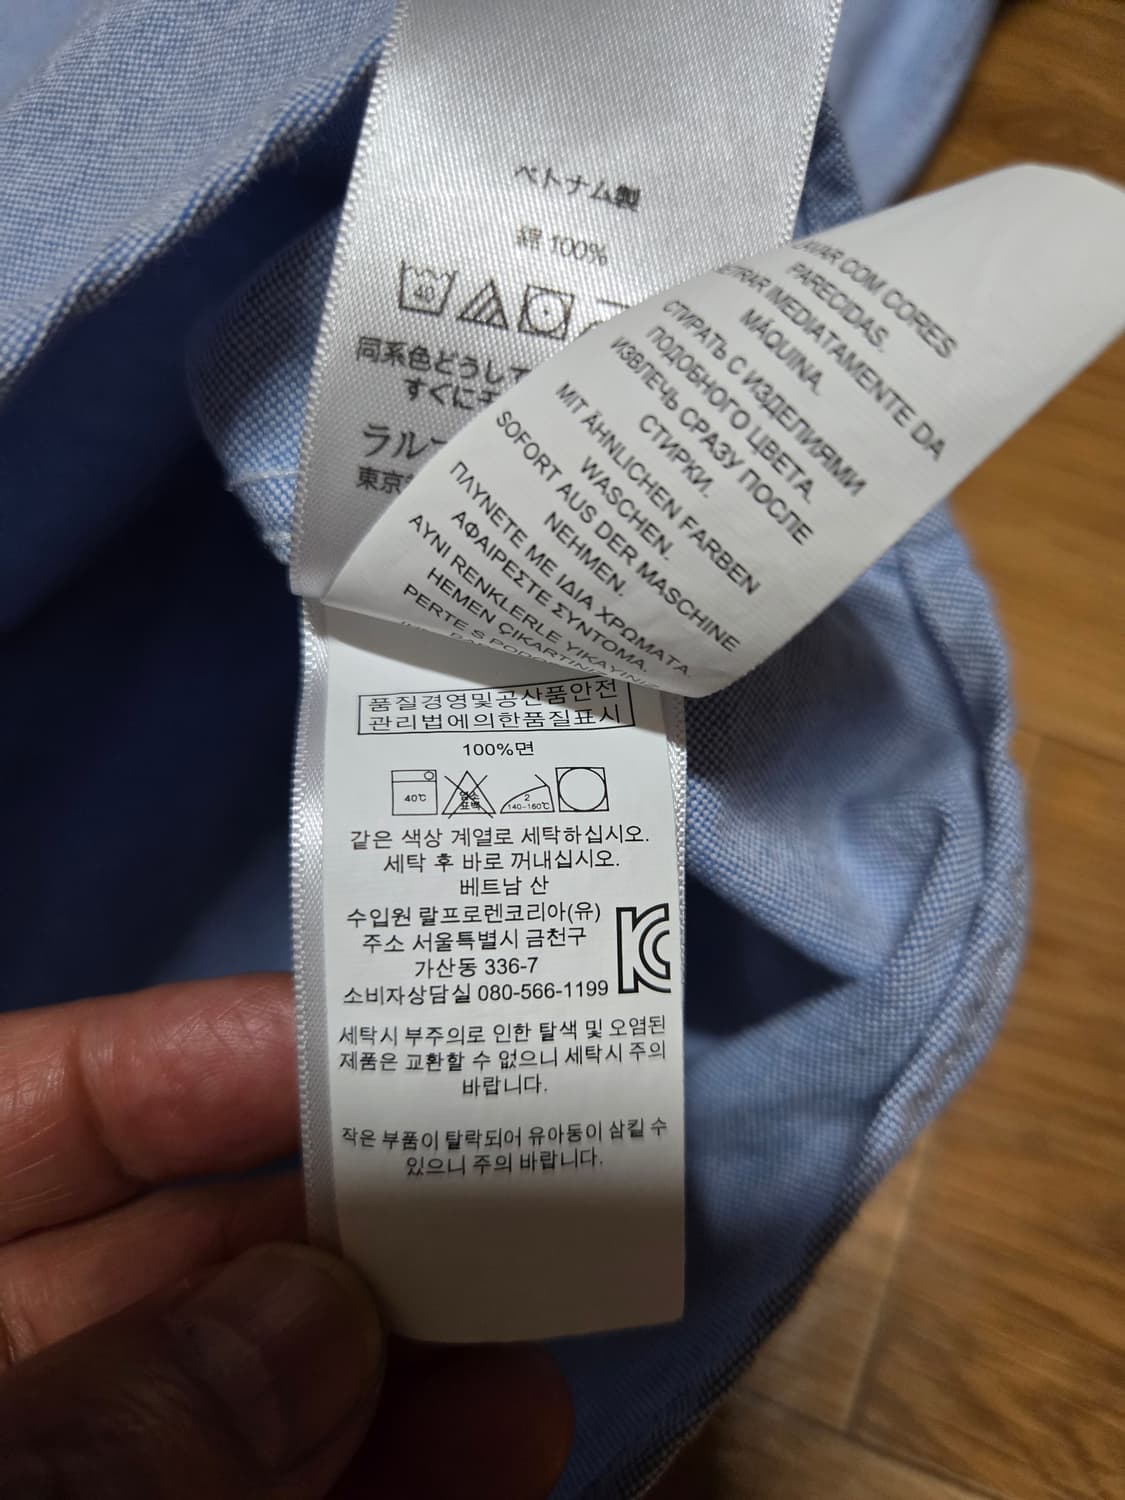 ベトナム製
綿 100%
40
同系色どうして
すぐに
ラル
東京
LAVAR COM CORES
PARECIDAS.
RETIRAR IMEDIATAMENTE DA
MÁQUINA.
СТИРАТЬ С ИЗДЕЛИЯМИ
ПОДОБНОГО ЦВЕТА.
ИЗВЛЕЧЬ СРАЗУ ПОСЛЕ
СТИРКИ.
MIT ÄHNLICHEN FARBEN
WASCHEN.
SOFORT AUS DER MASCHINE
NEHMEN.
ΠΛΥΝΕΤΕ ΜΕ ΙΔΙΑ ΧΡΩΜΑΤΑ.
ΑΦΑΙΡΕΣΤΕ ΣΥΝΤΟΜΑ.
AYNI RENKLERLE YIKAYINIZ
HEMEN ÇIKARTINIZ
PERTE S PODOB
품질경영및공산품안전
관리법에의한품질표시
100%면
40℃
염소
표백
2
140~160℃
같은 색상 계열로 세탁하십시오.
세탁 후 바로 꺼내십시오.
베트남 산
수입원 랄프로렌코리아(유)
주소 서울특별시 금천구
가산동 336-7
소비자상담실 080-566-1199
세탁시 부주의로 인한 탈색 및 오염된
제품은 교환할 수 없으니 세탁시 주의
바랍니다.
작은 부품이 탈락되어 유아동이 삼킬 수
있으니 주의 바랍니다.